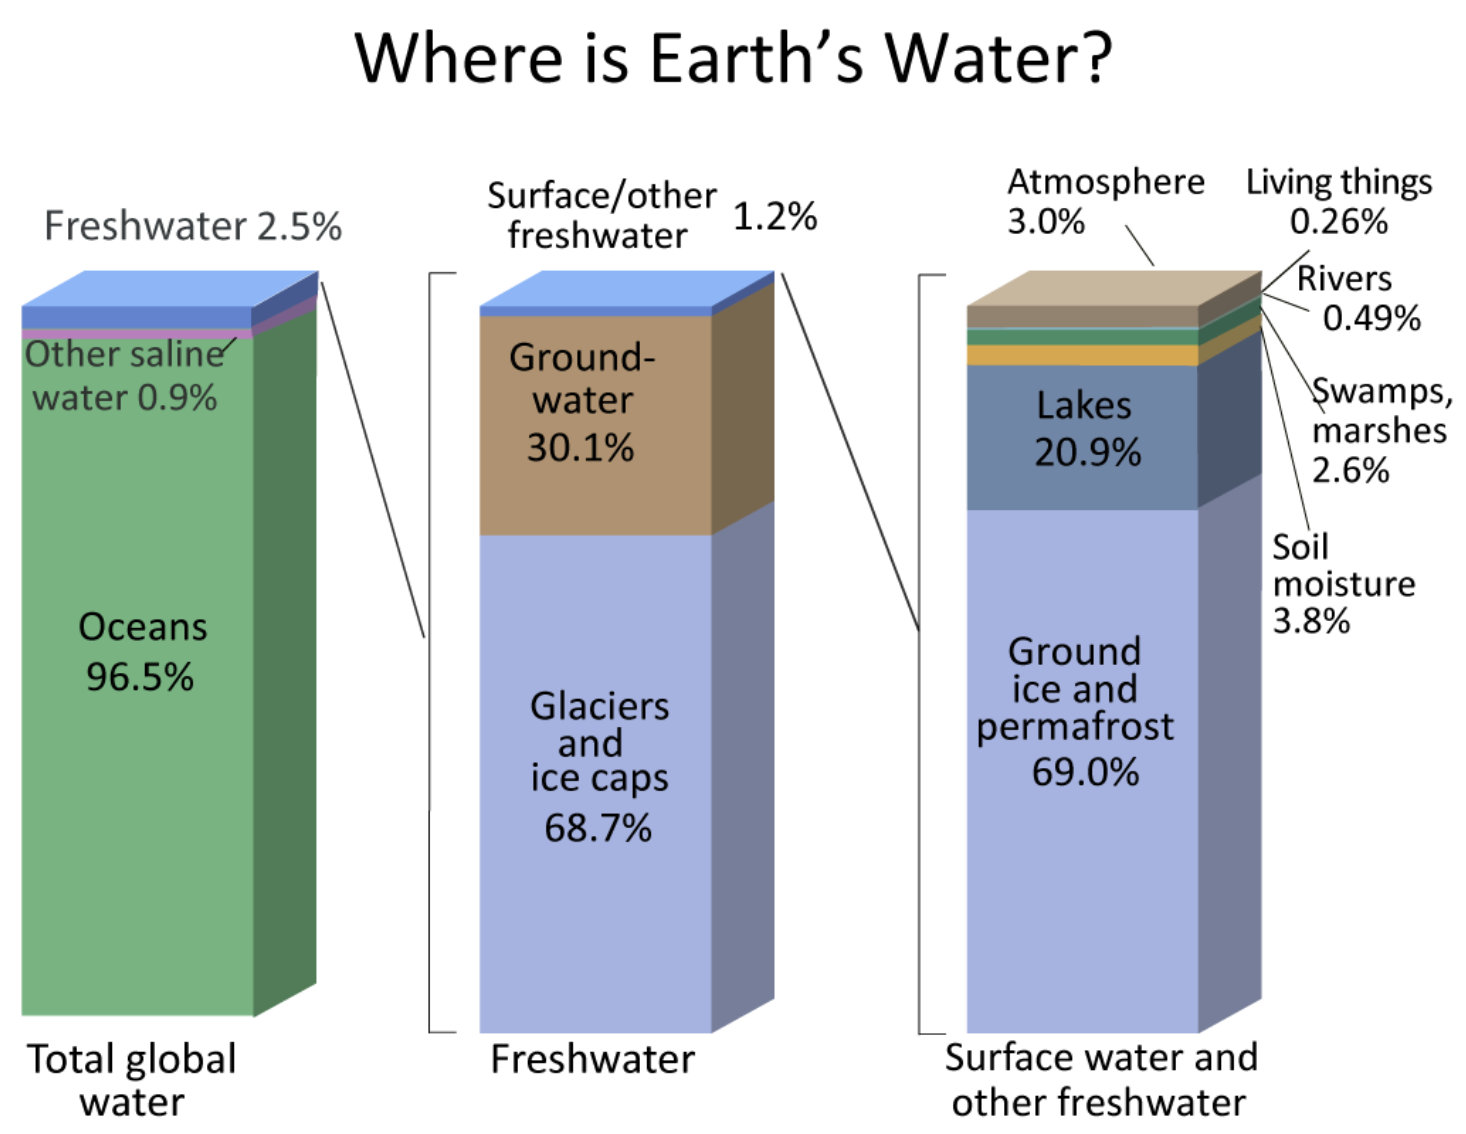 Where is Earth’s Water?
Freshwater 2.5%
Other saline
water 0.9%
Oceans
96.5%
Total global
water
Surface/other
freshwater
1.2%
Ground-
water
30.1%
Glaciers
and
ice caps
68.7%
Freshwater
Atmosphere
3.0%
Living things
0.26%
Rivers
0.49%
Swamps,
marshes
2.6%
Soil
moisture
3.8%
Lakes
20.9%
Ground
ice and
permafrost
69.0%
Surface water and
other freshwater